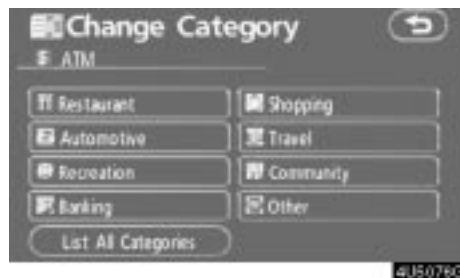 Change Category
ATM
Restaurant
Shopping
Automotive
Travel
Recreation
Community
Banking
Other
List All Categories
4U5076G